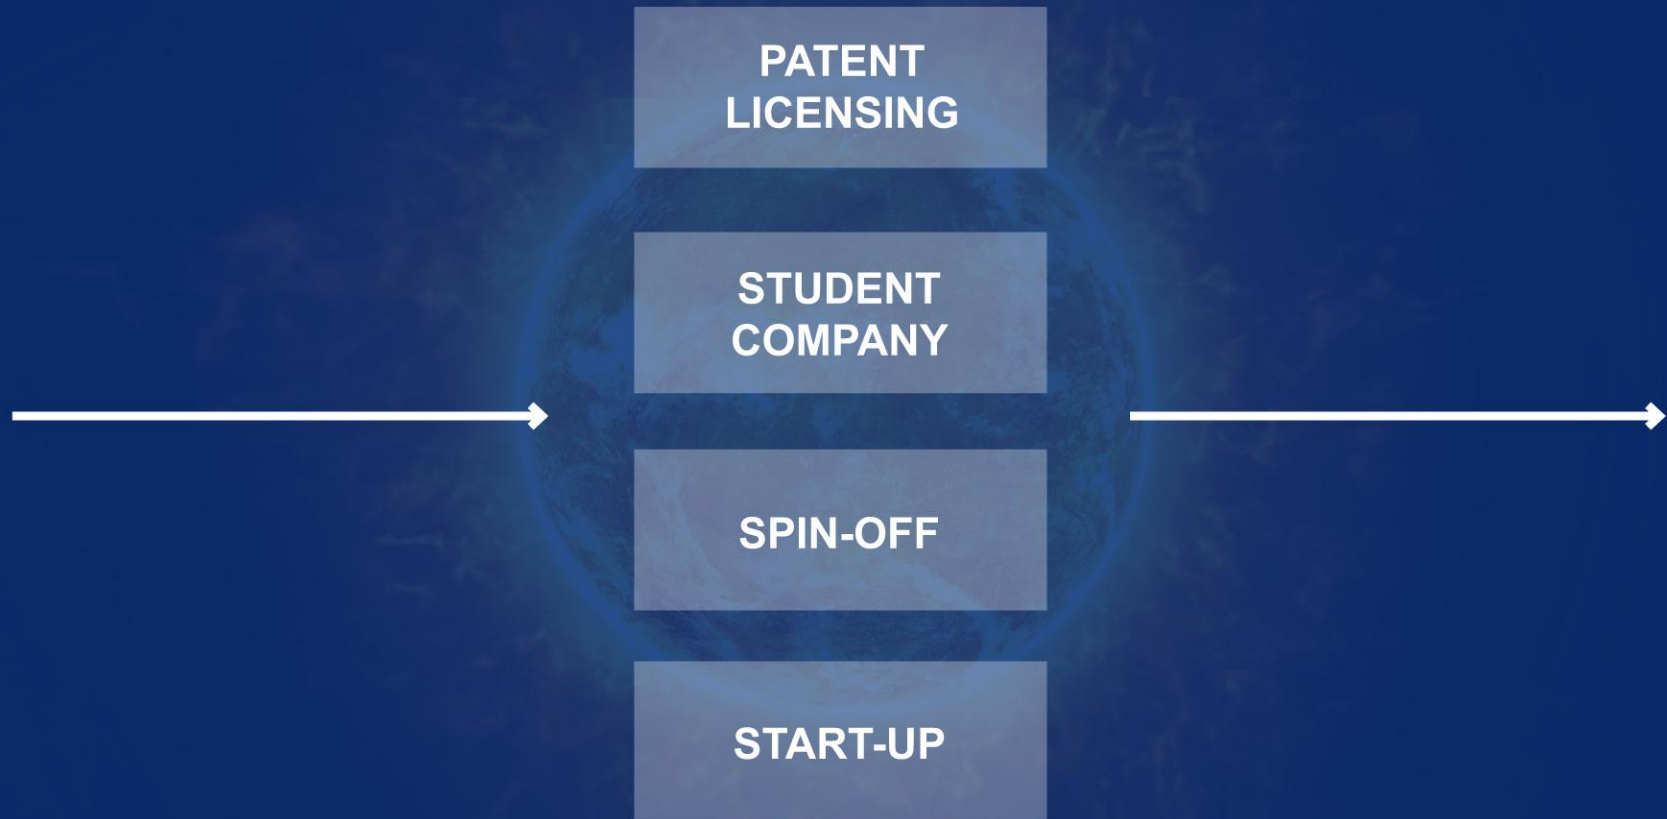 PATENT
LICENSING
STUDENT
COMPANY
SPIN-OFF
START-UP